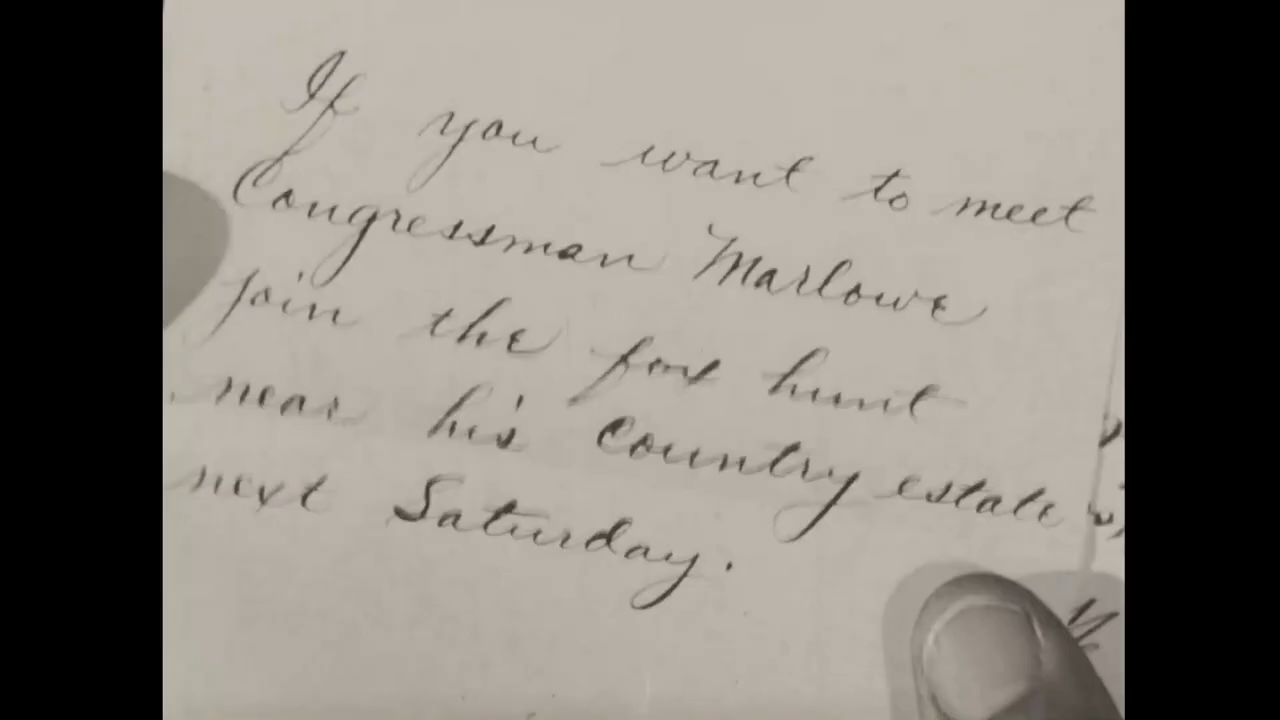 If you want to meet
Congressman Marlowe
join the fox hunt
near his Country estate
next Saturday.